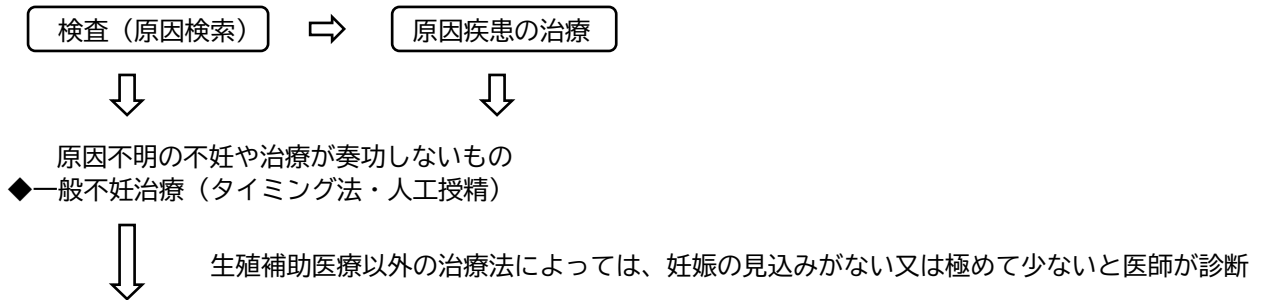 検査（原因検索）
原因疾患の治療
原因不明の不妊や治療が奏功しないもの
◆一般不妊治療（タイミング法・人工授精）
生殖補助医療以外の治療法によっては、妊娠の見込みがない又は極めて少ないと医師が診断